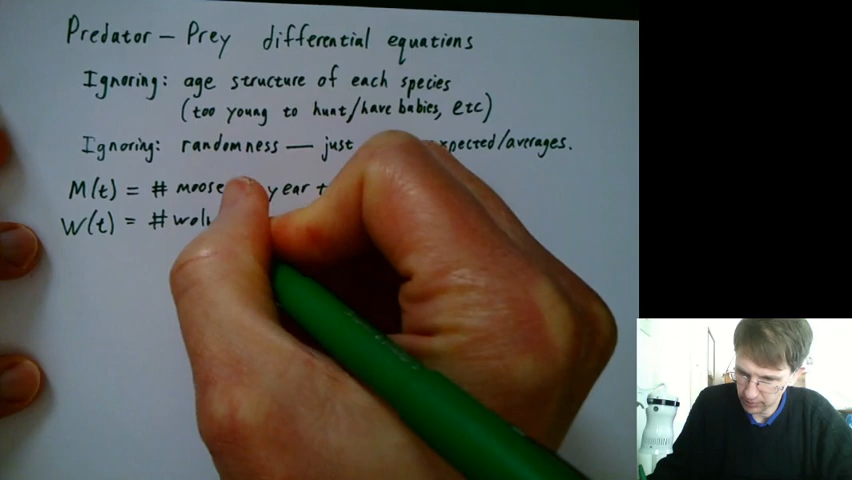 Predator - Prey differential equations
Ignoring: age structure of each species
(too young to hunt/have babies, etc)
Ignoring: randomness — just expected/averages.
M(t) = # moose year t
W(t) = #